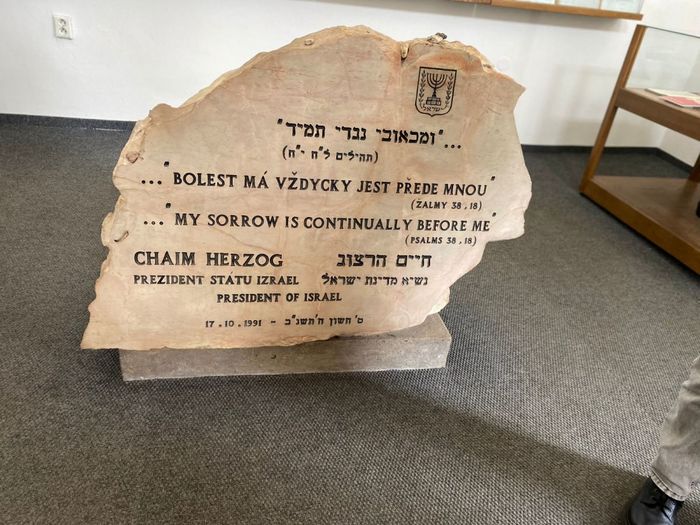 ישראל
..."ומכאובי נגדי תמיד"
(תהילים ל"ח י"ח)
..."BOLEST MÁ VŽDYCKY JEST PŘEDE MNOU"
(ŽALMY 38,18)
..."MY SORROW IS CONTINUALLY BEFORE ME"
(PSALMS 38,18)
CHAIM HERZOG חיים הרצוג
PREZIDENT STÁTU IZRAEL נשיא מדינת ישראל
PRESIDENT OF ISRAEL
17.10.1991 - ט' חשון ה'תשנ"ב